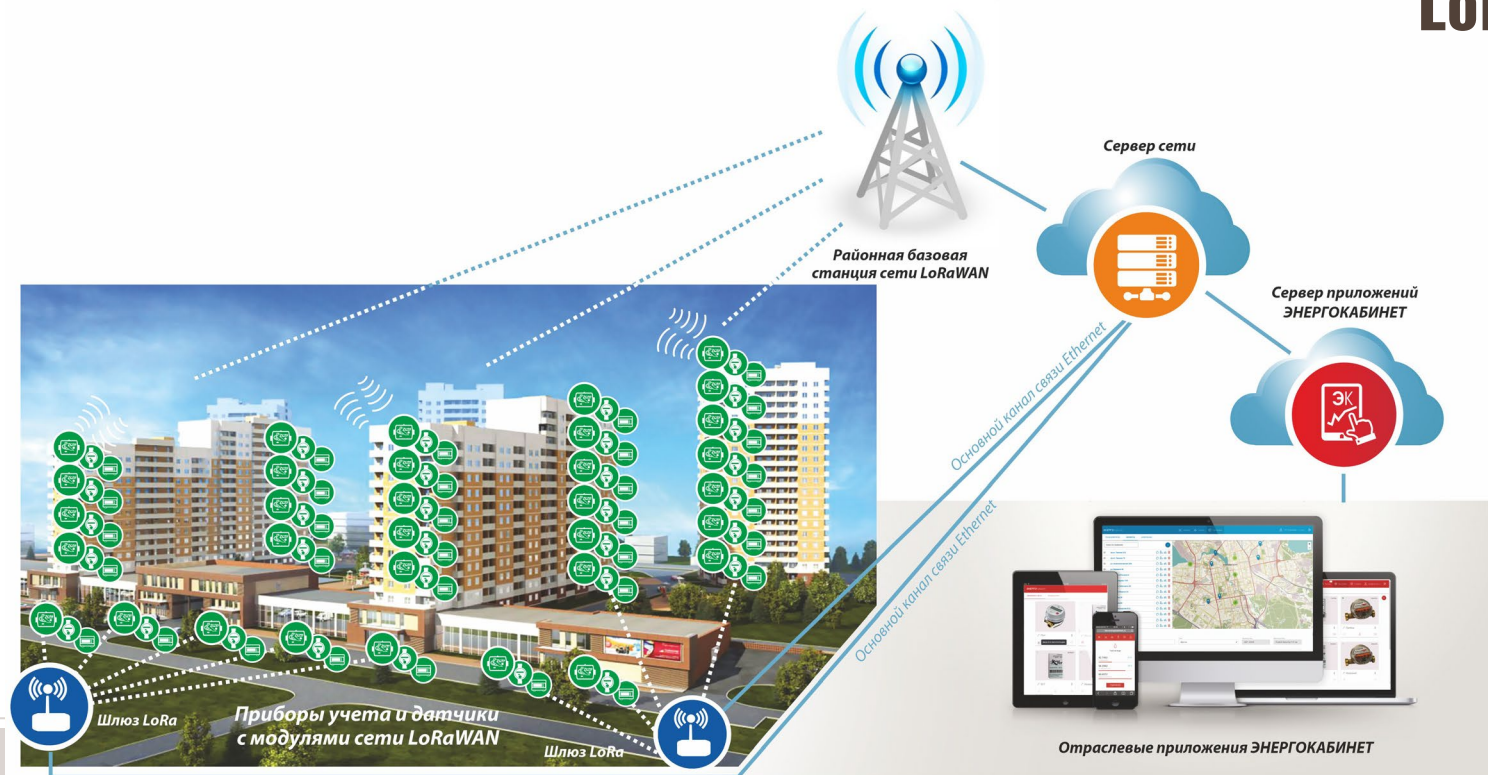 LoR
Сервер сети
Районная базовая
станция сети LoRaWAN
Сервер приложений
ЭНЕРГОКАБИНЕТ
ЭК
Основной канал связи Ethernet
Основной канал связи Ethernet
Шлюз LoRa
Приборы учета и датчики
с модулями сети LoRaWAN
Шлюз LoRa
Отраслевые приложения ЭНЕРГОКАБИНЕТ